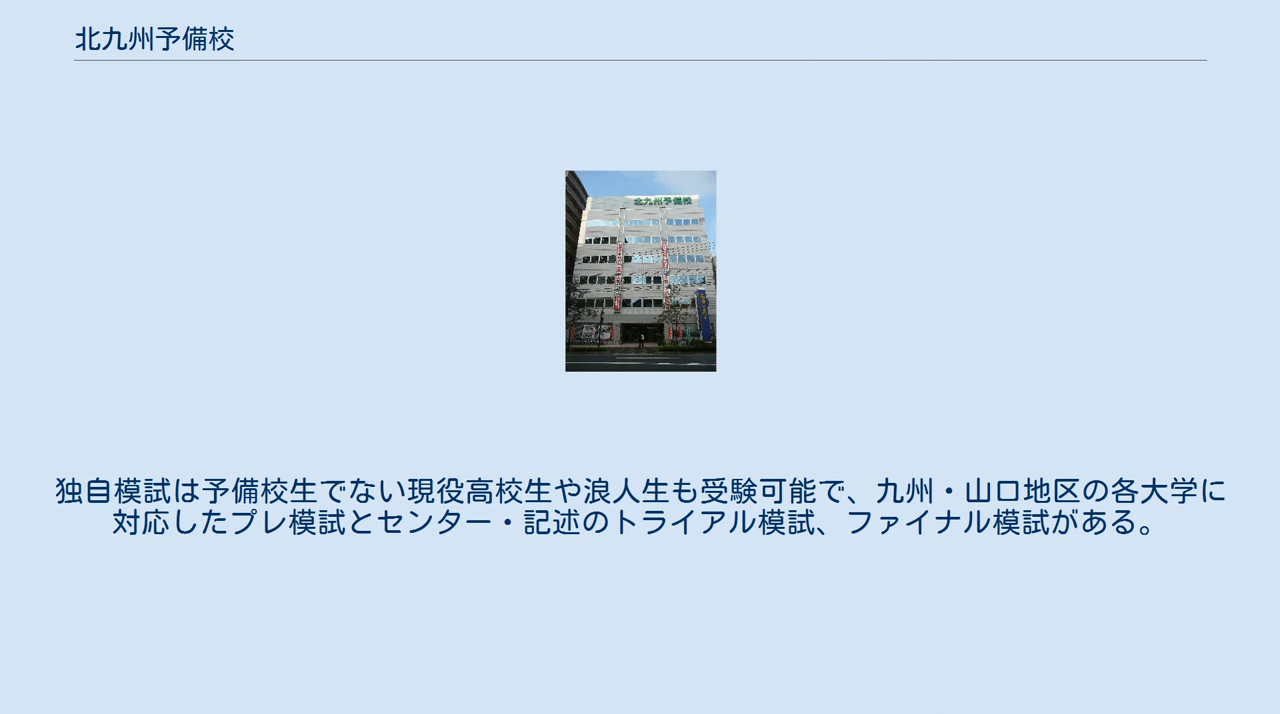 北九州予備校
北九州予備校
独自模試は予備校生でない現役高校生や浪人生も受験可能で、九州・山口地区の各大学に
対応したプレ模試とセンター・記述のトライアル模試、ファイナル模試がある。